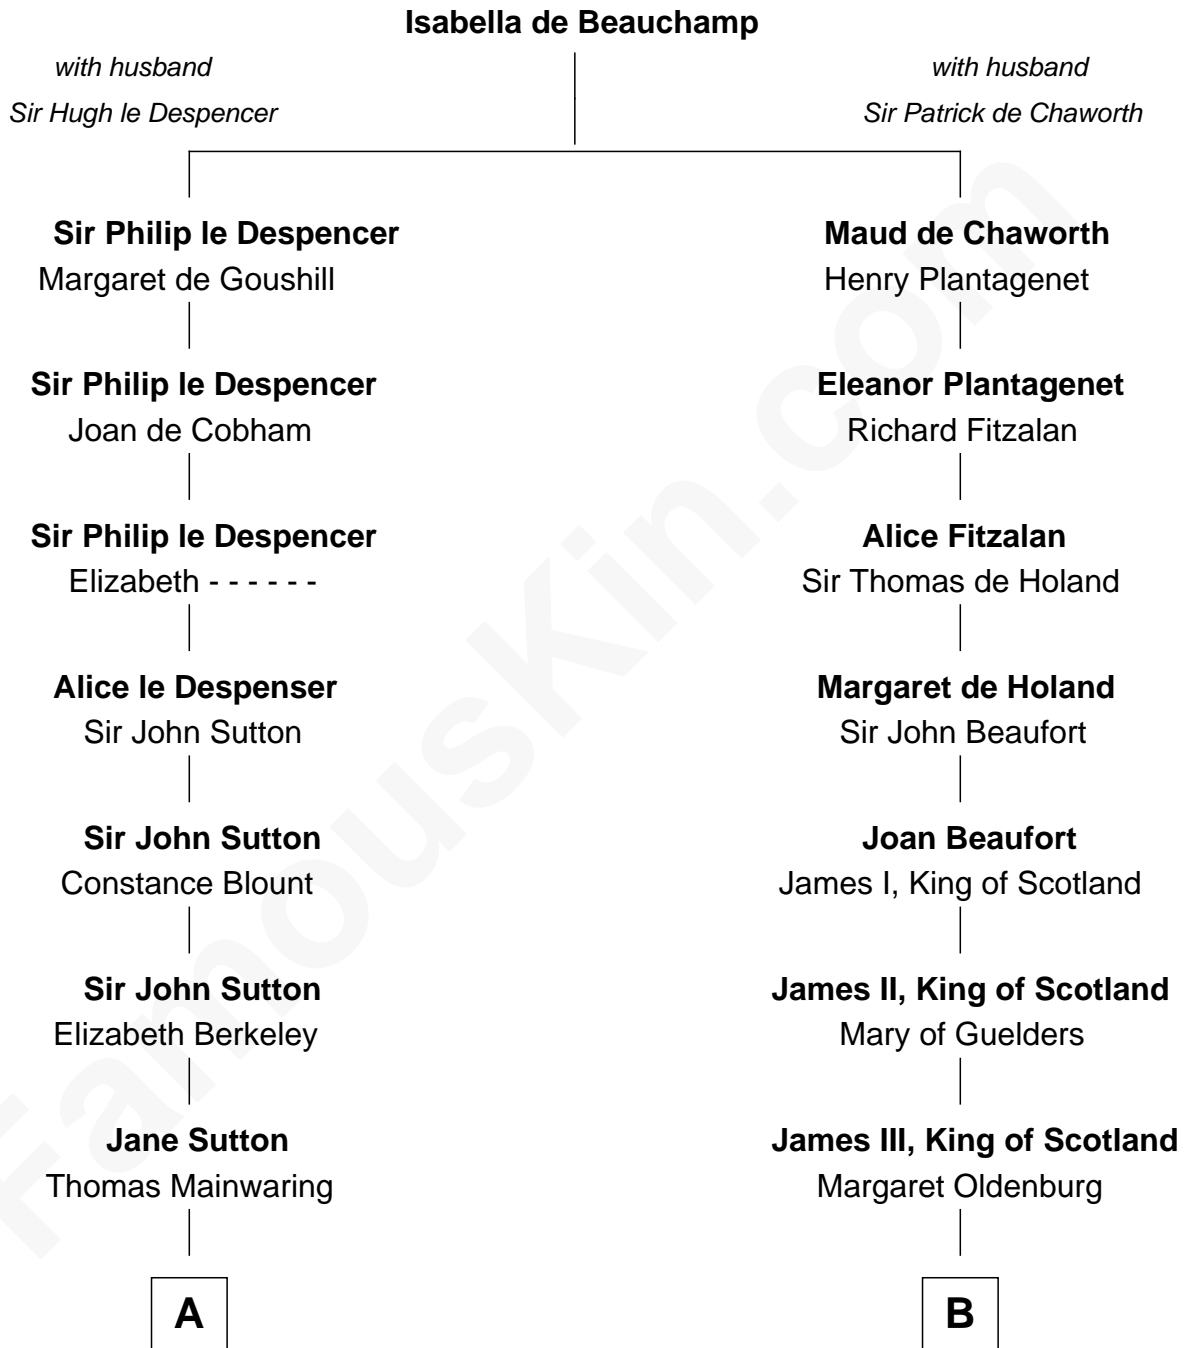 Isabella de Beauchamp
with husband
Sir Hugh le Despencer
with husband
Sir Patrick de Chaworth
Sir Philip le Despencer
Margaret de Goushill
Maud de Chaworth
Henry Plantagenet
Sir Philip le Despencer
Joan de Cobham
Eleanor Plantagenet
Richard Fitzalan
Sir Philip le Despencer
Elizabeth - - - - - -
Alice Fitzalan
Sir Thomas de Holand
Alice le Despenser
Sir John Sutton
Margaret de Holand
Sir John Beaufort
Sir John Sutton
Constance Blount
Joan Beaufort
James I, King of Scotland
Sir John Sutton
Elizabeth Berkeley
James II, King of Scotland
Mary of Guelders
Jane Sutton
Thomas Mainwaring
James III, King of Scotland
Margaret Oldenburg
A
B
FamousKin.com